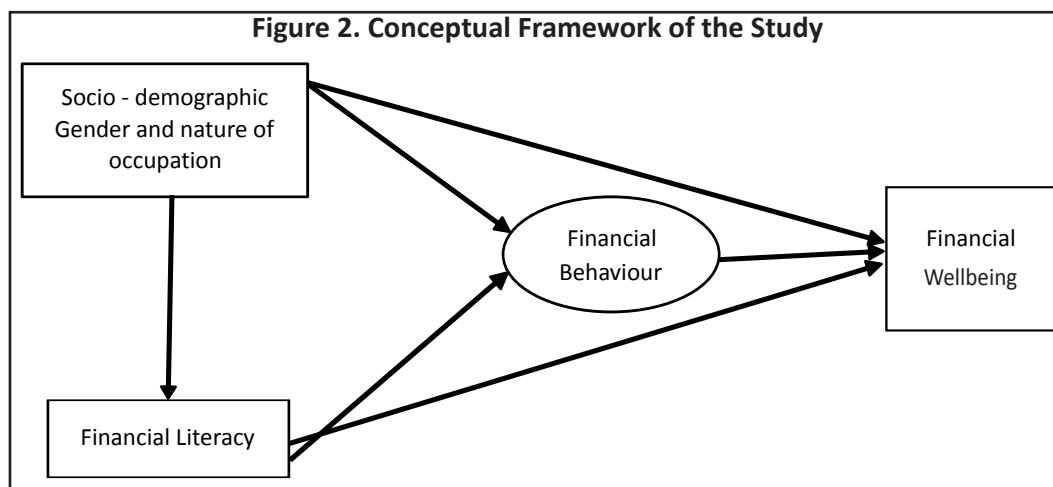 Figure 2. Conceptual Framework of the Study
Socio - demographic
Gender and nature of
occupation
Financial
Behaviour
Financial
Wellbeing
Financial Literacy